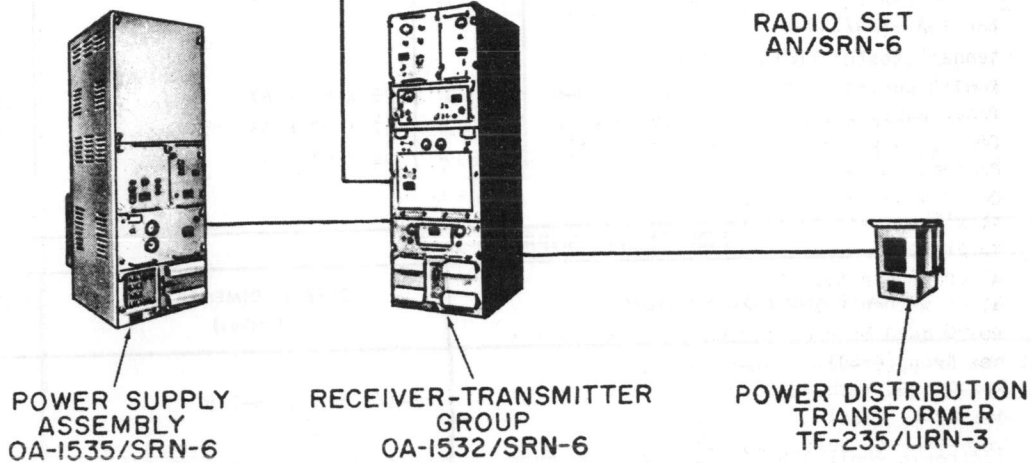 RADIO SET
AN/SRN-6
POWER SUPPLY
ASSEMBLY
OA-1535/SRN-6
RECEIVER-TRANSMITTER
GROUP
OA-1532/SRN-6
POWER DISTRIBUTION
TRANSFORMER
TF-235/URN-3